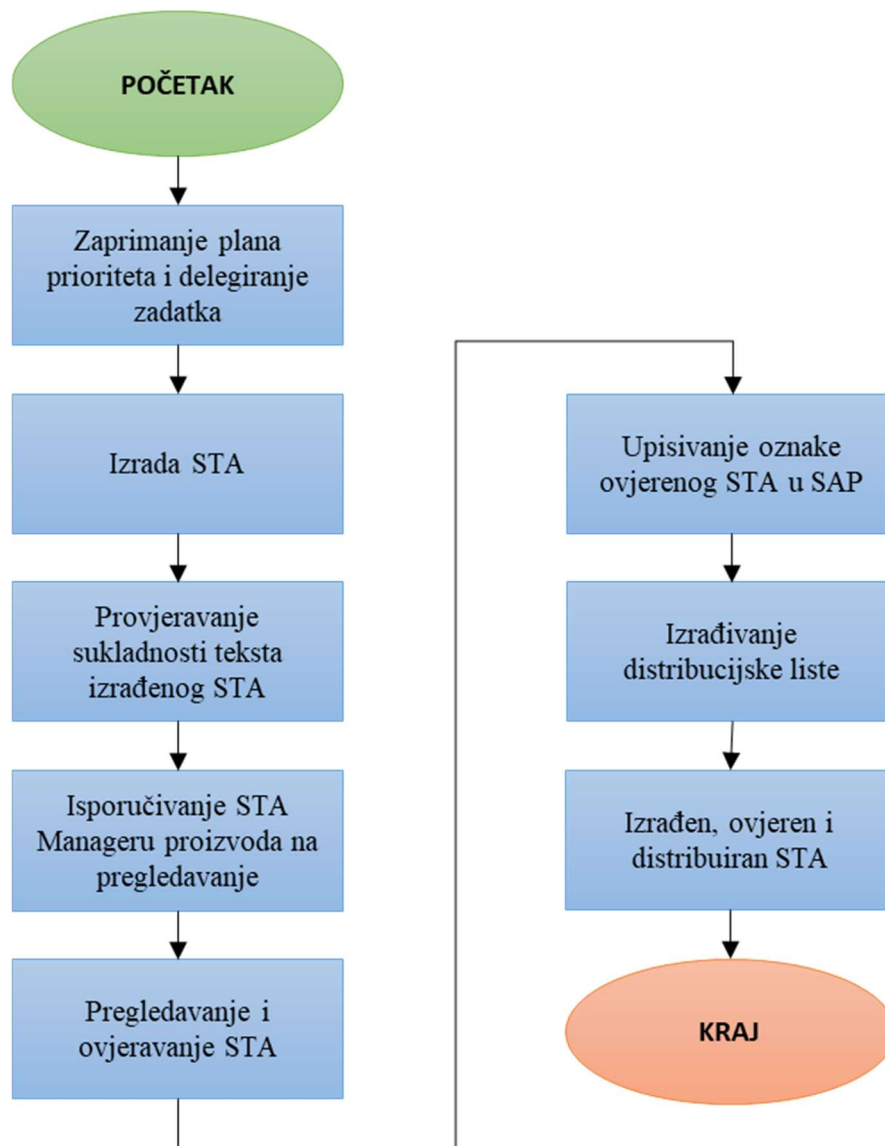 POČETAK
Zaprimanje plana
prioriteta i delegiranje
zadatka
Izrada STA
Provjeravanje
sukladnosti teksta
izrađenog STA
Isporučivanje STA
Manageru proizvoda na
pregledavanje
Pregledavanje i
ovjeravanje STA
Upisivanje oznake
ovjerenog STA u SAP
Izrađivanje
distribucijske liste
Izrađen, ovjeren i
distribuiran STA
KRAJ